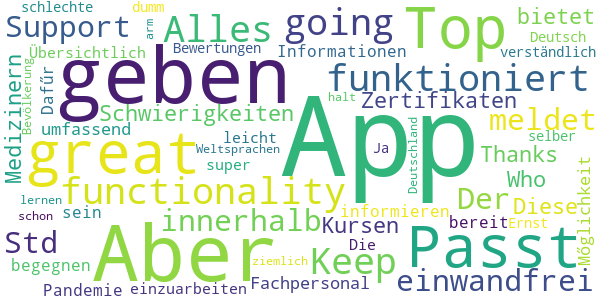 schlechte dumm
Support arm Alles going Top bietet
Deutsch
Übersichtlich Bewertungen Informationen verständlich
Medizinern Bevölkerung Dafür geben App funktioniert
Schwierigkeiten Zertifikaten meldet
umfassend leicht halt selber
great Weltsprachen Ja Thanks
super Deutschland Who Möglichkeit
lernen functionality Der Diese
schon sein innerhalb informieren
Kursen bereit Ernst
Std Aber Die Keep Passt
begegnen ziemlich
Fachpersonal einwandfrei
Pandemie einzuarbeiten